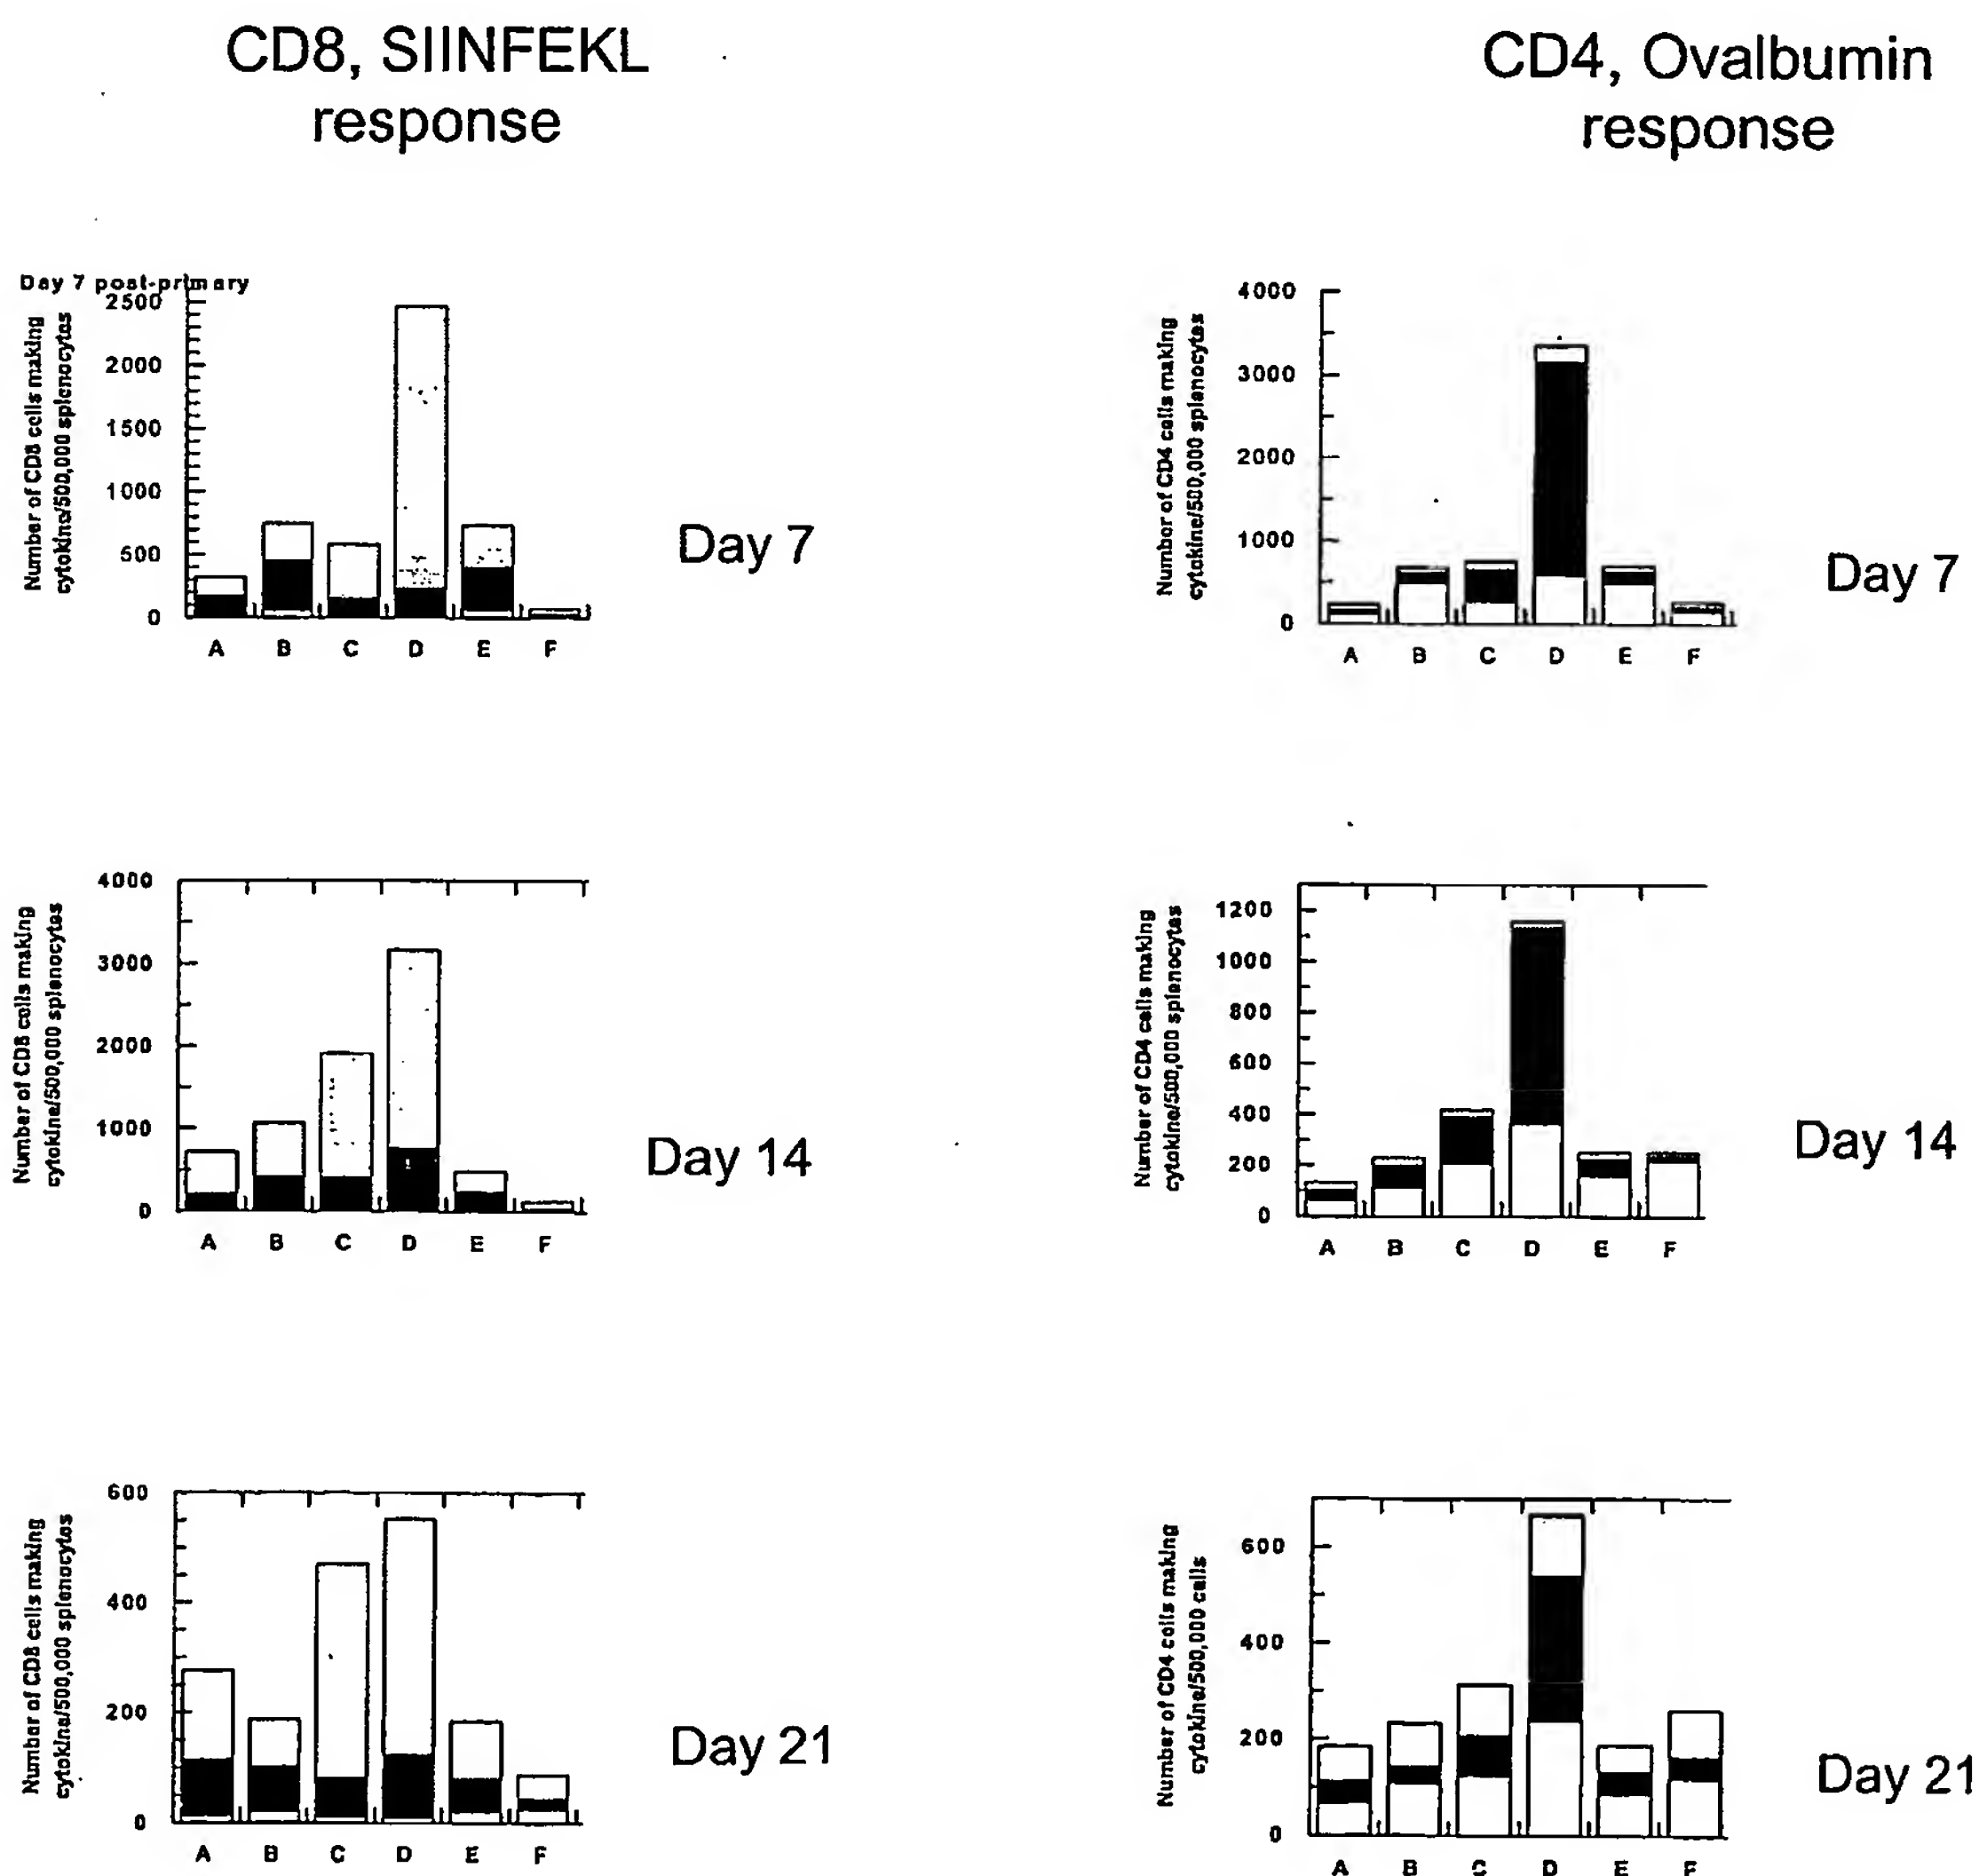 CD8, SIINFEKL
response
CD4, Ovalbumin
response
Day 7 post-primary
Number of CD8 cells making
cytokine/500,000 splenocytes
2500
2000
1500
1000
500
0
A B C D E F
Day 7
Number of CD4 cells making
cytokine/500,000 splenocytes
4000
3000
2000
1000
0
A B C D E F
Day 7
Number of CD8 cells making
cytokine/500,000 splenocytes
4000
3000
2000
1000
0
A B C D E F
Day 14
Number of CD4 cells making
cytokine/500,000 splenocytes
1200
1000
800
600
400
200
0
A B C D E F
Day 14
Number of CD8 cells making
cytokine/500,000 splenocytes
600
400
200
0
A B C D E F
Day 21
Number of CD4 cells making
cytokine/500,000 cells
600
400
200
0
A B C D E F
Day 21